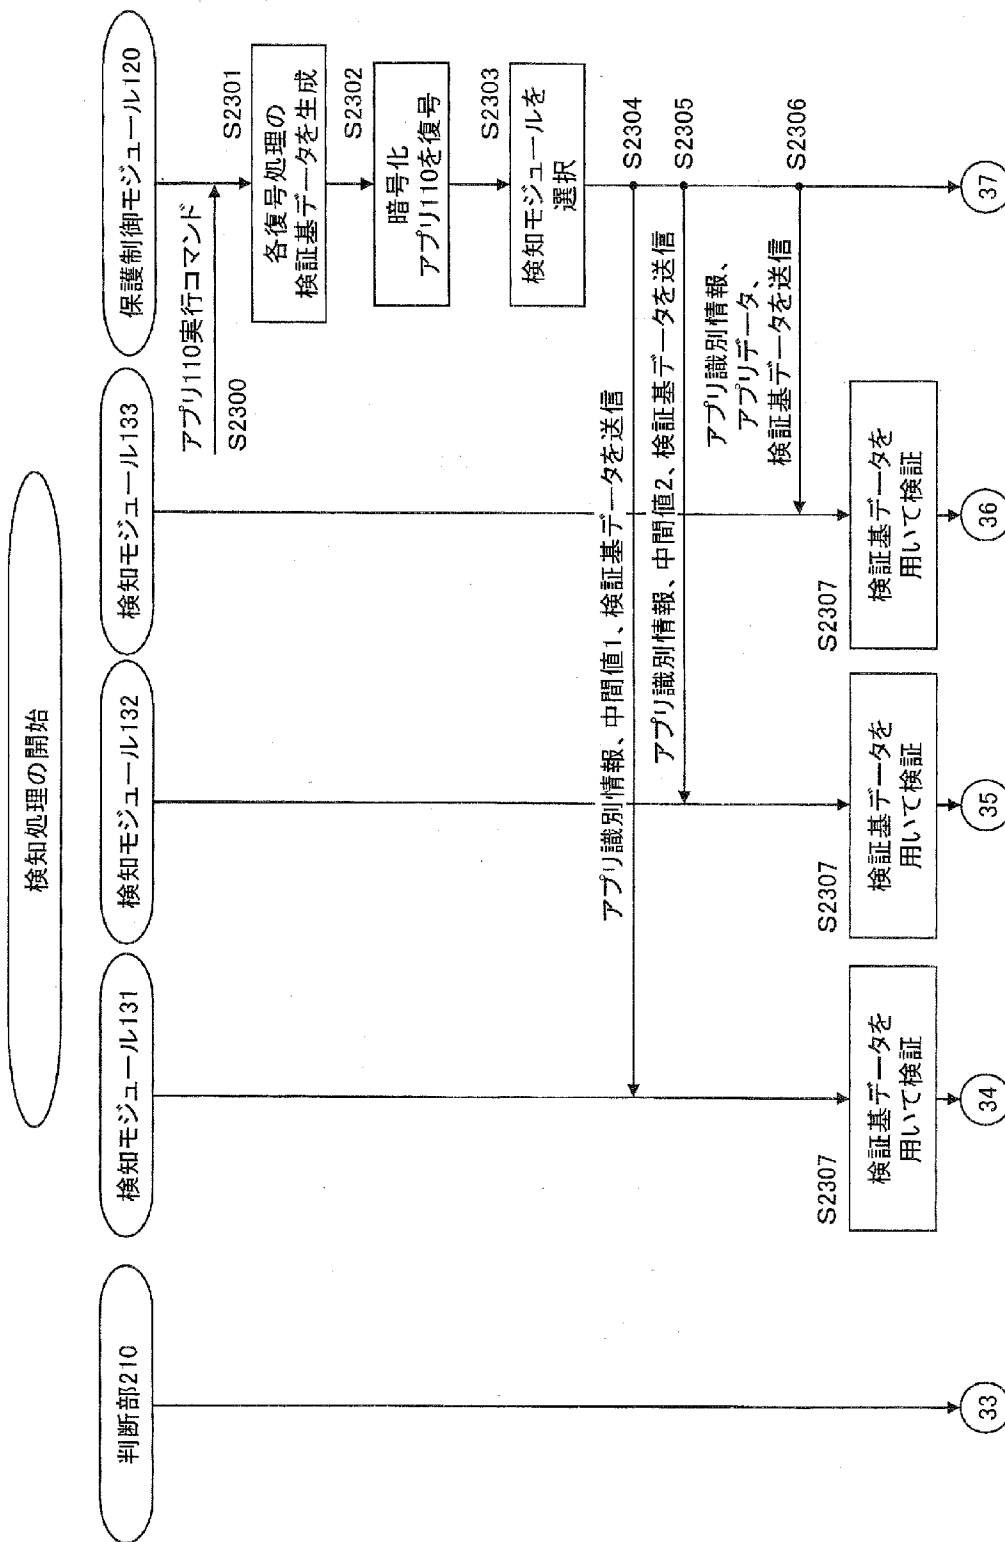 検知処理の開始
判断部210
検知モジュール131
検知モジュール132
検知モジュール133
保護制御モジュール120
アプリ110実行コマンド
S2300
S2301
各復号処理の
検証基データを生成
S2302
暗号化
アプリ110を復号
S2303
検知モジュールを
選択
アプリ識別情報、中間値1、検証基データを送信
S2304
アプリ識別情報、中間値2、検証基データを送信
S2305
アプリ識別情報、
アプリデータ、
検証基データを送信
S2306
S2307
検証基データを
用いて検証
S2307
検証基データを
用いて検証
S2307
検証基データを
用いて検証
33
34
35
36
37